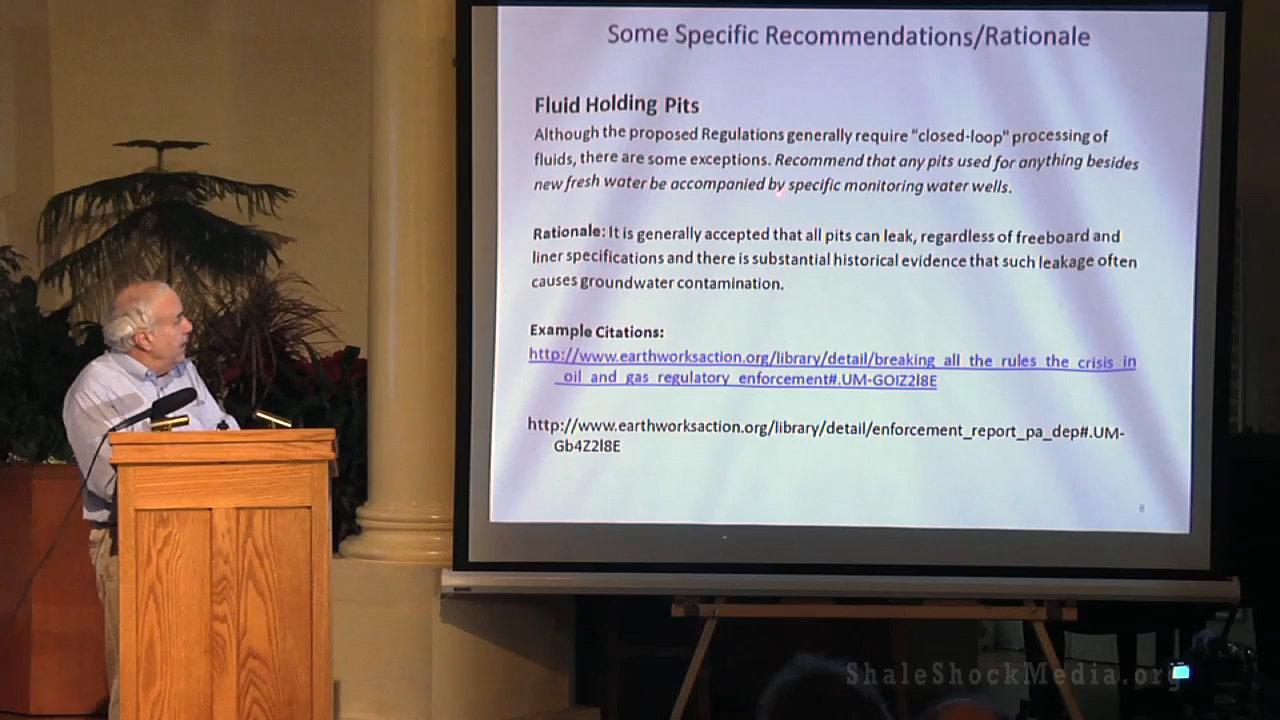 Some Specific Recommendations/Rationale
Fluid Holding Pits
Although the proposed Regulations generally require "closed-loop" processing of
fluids, there are some exceptions. Recommend that any pits used for anything besides
new fresh water be accompanied by specific monitoring water wells.
Rationale: It is generally accepted that all pits can leak, regardless of freeboard and
liner specifications and there is substantial historical evidence that such leakage often
causes groundwater contamination.
Example Citations:
http://www.earthworksaction.org/library/detail/breaking_all_the_rules_the_crisis_in
_oil_and_gas_regulatory_enforcement#.UM-GOIZ2l8E
http://www.earthworksaction.org/library/detail/enforcement_report_pa_dep#.UM-
Gb4Z2l8E
8
ShaleShockMedia.org